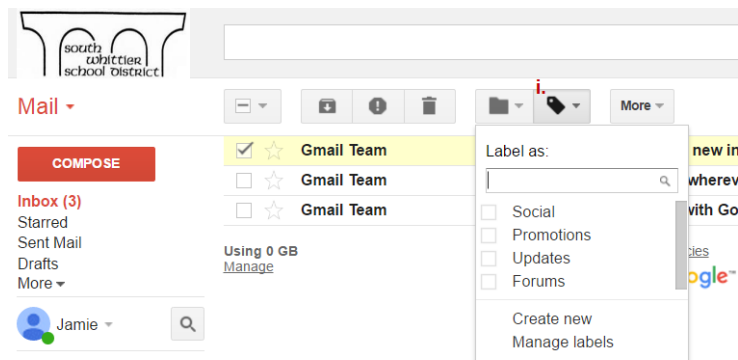 south
whittier
school district
i.
Mail
More
COMPOSE
Gmail Team new in
Gmail Team wherev
Gmail Team with Go
Label as:
Inbox (3)
Starred
Sent Mail
Drafts
More
Using 0 GB
Manage
Social
Promotions
Updates
Forums
Create new
Manage labels
cies
ogle™
Jamie